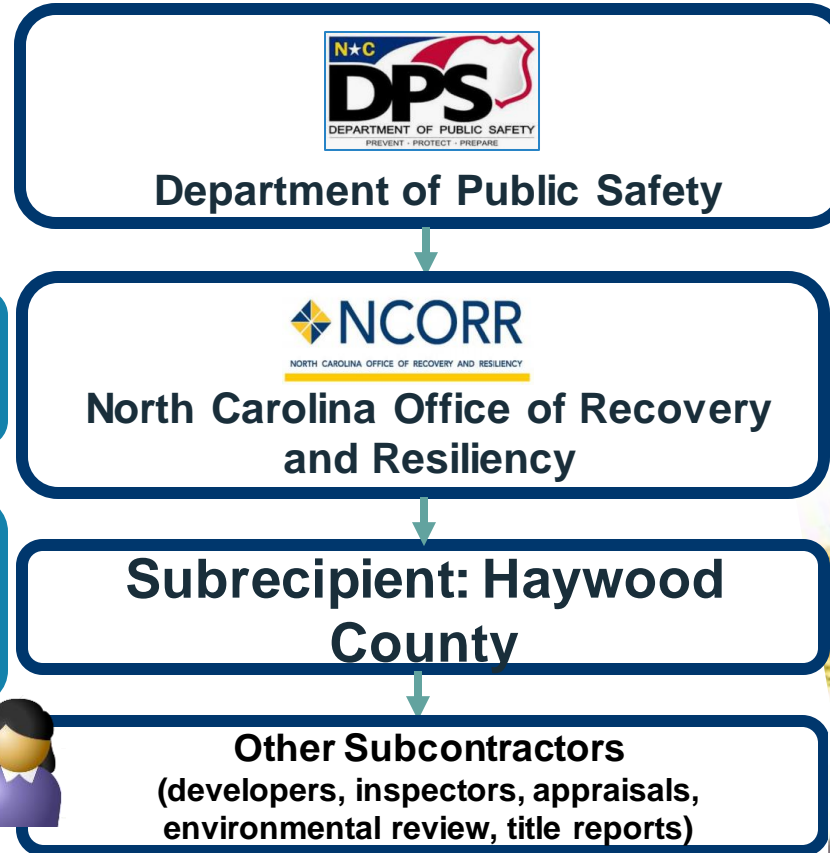 N★C
DPS
DEPARTMENT OF PUBLIC SAFETY
PREVENT - PROTECT - PREPARE
Department of Public Safety
NCORR
NORTH CAROLINA OFFICE OF RECOVERY AND RESILIENCY
North Carolina Office of Recovery
and Resiliency
Subrecipient: Haywood
County
Other Subcontractors
(developers, inspectors, appraisals,
environmental review, title reports)